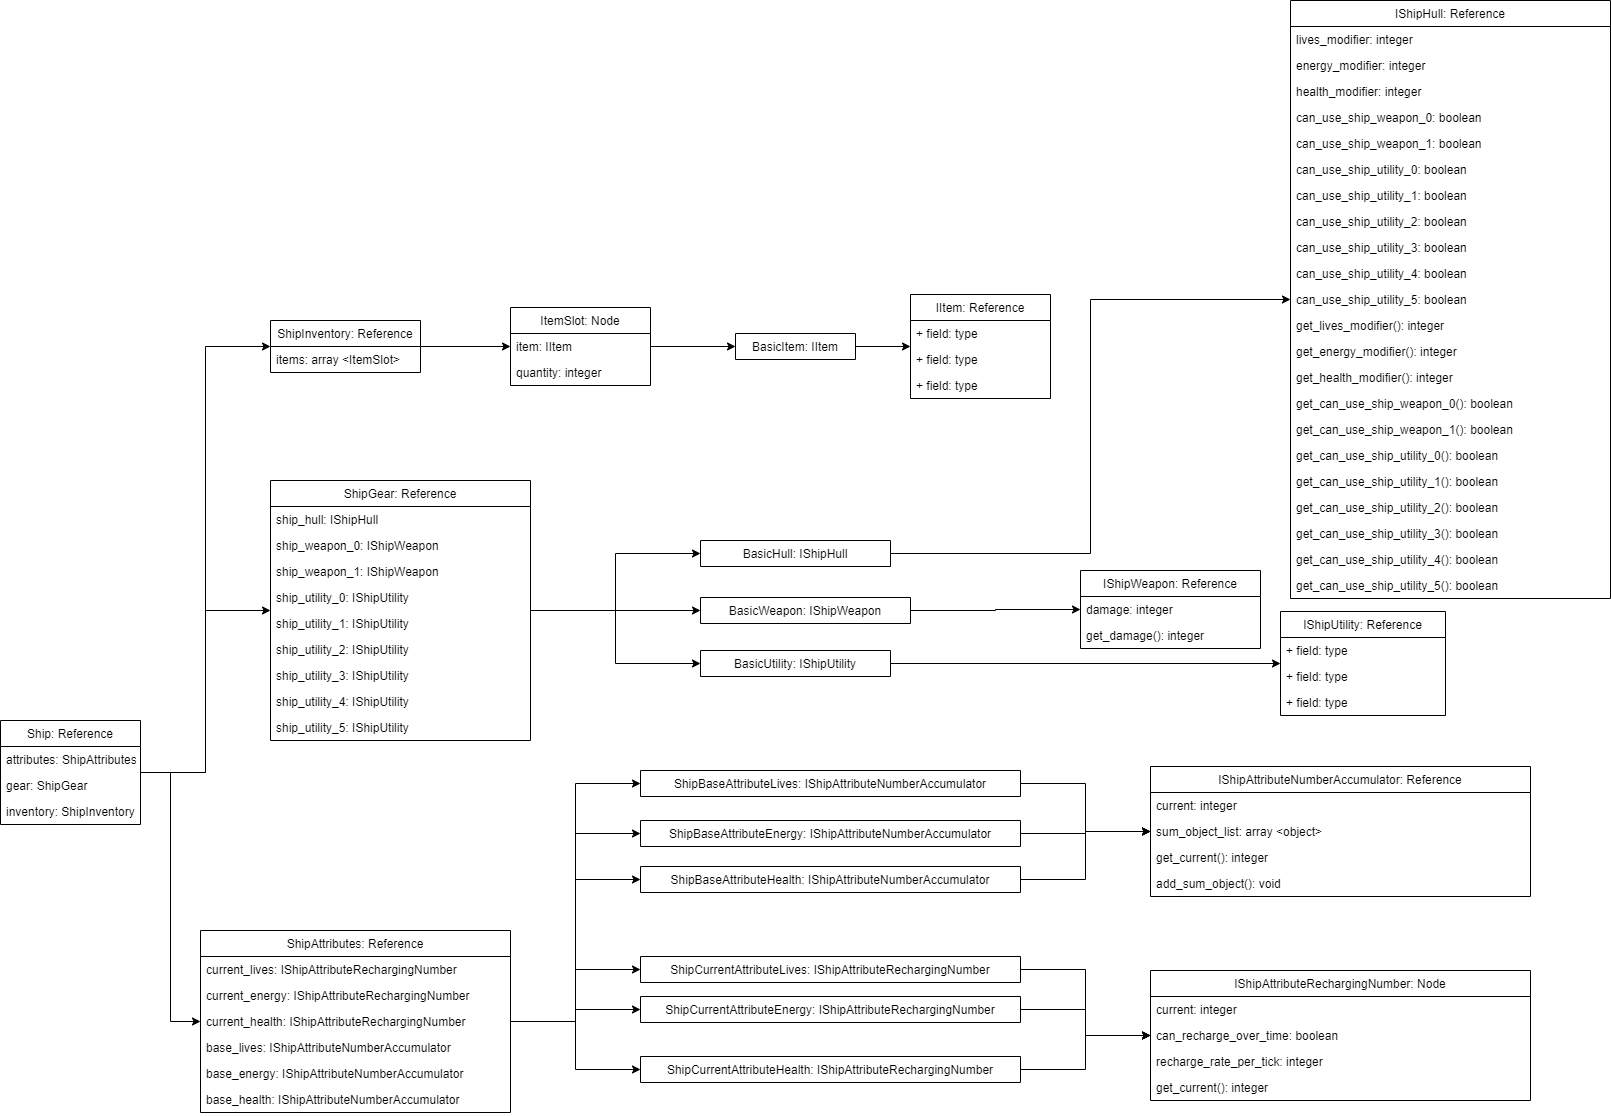 IShipHull: Reference
lives_modifier: integer
energy_modifier: integer
health_modifier: integer
can_use_ship_weapon_0: boolean
can_use_ship_weapon_1: boolean
can_use_ship_utility_0: boolean
can_use_ship_utility_1: boolean
can_use_ship_utility_2: boolean
can_use_ship_utility_3: boolean
can_use_ship_utility_4: boolean
can_use_ship_utility_5: boolean
get_lives_modifier(): integer
get_energy_modifier(): integer
get_health_modifier(): integer
get_can_use_ship_weapon_0(): boolean
get_can_use_ship_weapon_1(): boolean
get_can_use_ship_utility_0(): boolean
get_can_use_ship_utility_1(): boolean
get_can_use_ship_utility_2(): boolean
get_can_use_ship_utility_3(): boolean
get_can_use_ship_utility_4(): boolean
get_can_use_ship_utility_5(): boolean
ShipInventory: Reference
items: array <ItemSlot>
ItemSlot: Node
item: IItem
quantity: integer
BasicItem: IItem
IItem: Reference
+ field: type
+ field: type
+ field: type
ShipGear: Reference
ship_hull: IShipHull
ship_weapon_0: IShipWeapon
ship_weapon_1: IShipWeapon
ship_utility_0: IShipUtility
ship_utility_1: IShipUtility
ship_utility_2: IShipUtility
ship_utility_3: IShipUtility
ship_utility_4: IShipUtility
ship_utility_5: IShipUtility
BasicHull: IShipHull
BasicWeapon: IShipWeapon
BasicUtility: IShipUtility
IShipWeapon: Reference
damage: integer
get_damage(): integer
IShipUtility: Reference
+ field: type
+ field: type
+ field: type
Ship: Reference
attributes: ShipAttributes
gear: ShipGear
inventory: ShipInventory
ShipBaseAttributeLives: IShipAttributeNumberAccumulator
ShipBaseAttributeEnergy: IShipAttributeNumberAccumulator
ShipBaseAttributeHealth: IShipAttributeNumberAccumulator
IShipAttributeNumberAccumulator: Reference
current: integer
sum_object_list: array <object>
get_current(): integer
add_sum_object(): void
ShipAttributes: Reference
current_lives: IShipAttributeRechargingNumber
current_energy: IShipAttributeRechargingNumber
current_health: IShipAttributeRechargingNumber
base_lives: IShipAttributeNumberAccumulator
base_energy: IShipAttributeNumberAccumulator
base_health: IShipAttributeNumberAccumulator
ShipCurrentAttributeLives: IShipAttributeRechargingNumber
ShipCurrentAttributeEnergy: IShipAttributeRechargingNumber
ShipCurrentAttributeHealth: IShipAttributeRechargingNumber
IShipAttributeRechargingNumber: Node
current: integer
can_recharge_over_time: boolean
recharge_rate_per_tick: integer
get_current(): integer